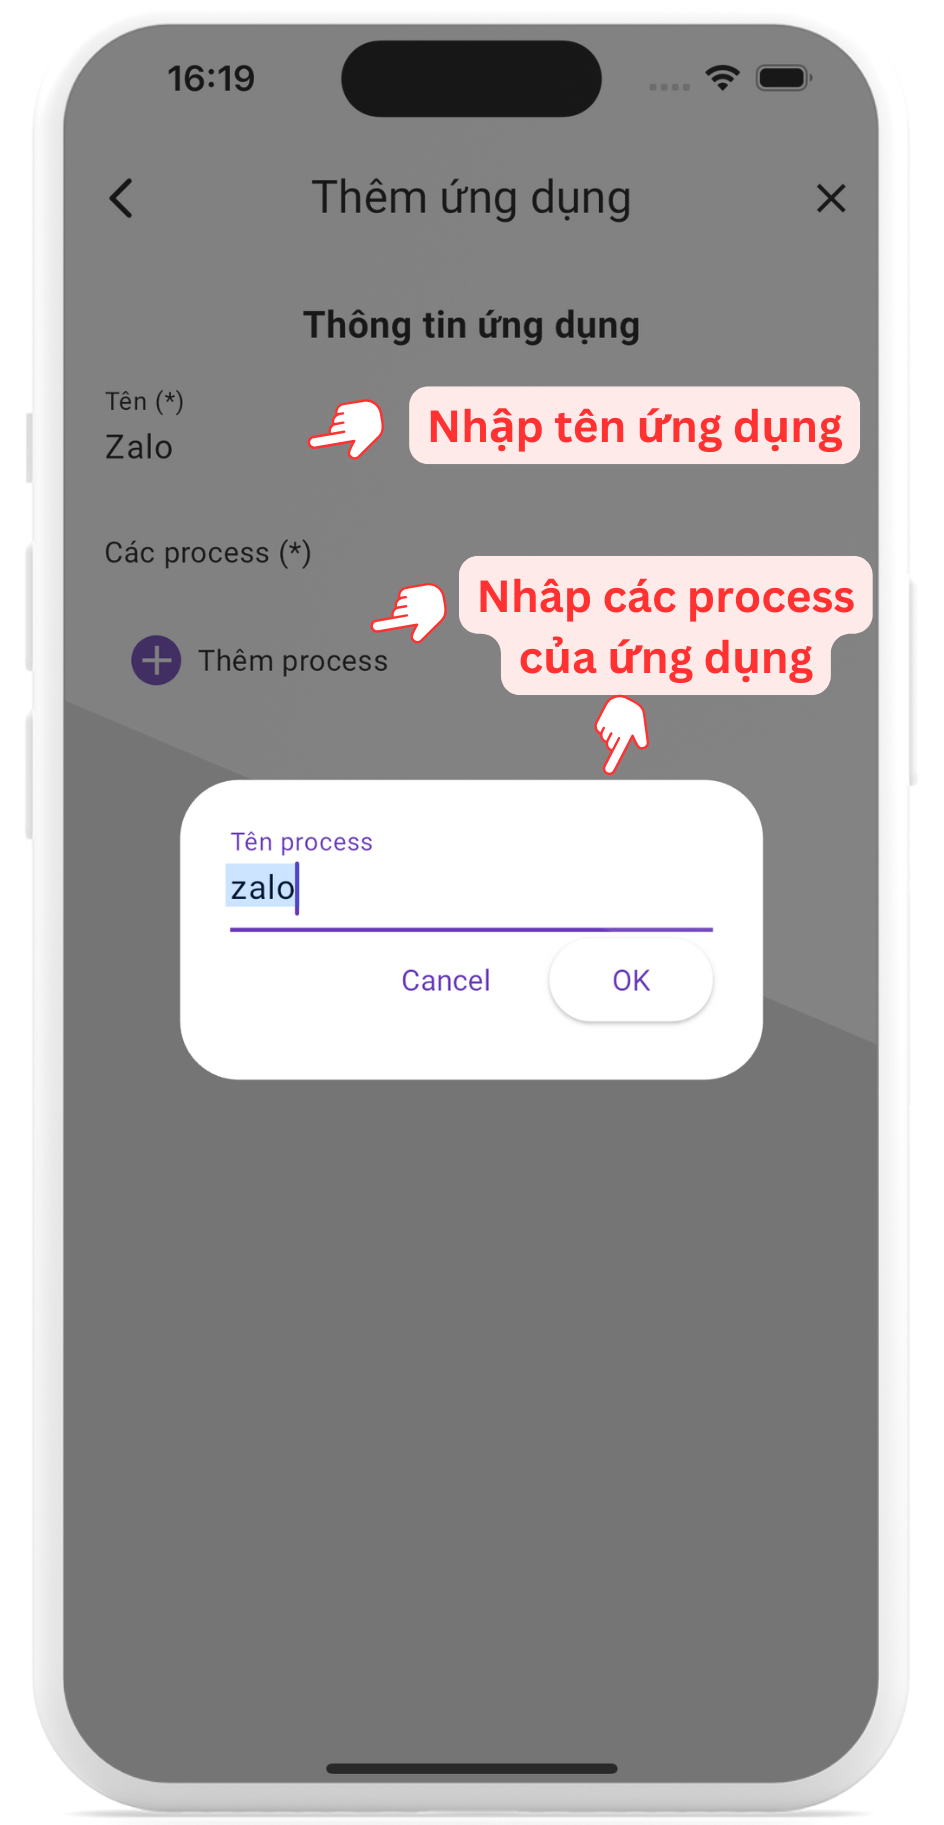 16:19
Thêm ứng dụng
Thông tin ứng dụng
Tên (*)
Zalo
Nhập tên ứng dụng
Các process (*)
Nhâp các process
của ứng dụng
Thêm process
Tên process
zalo
Cancel
OK